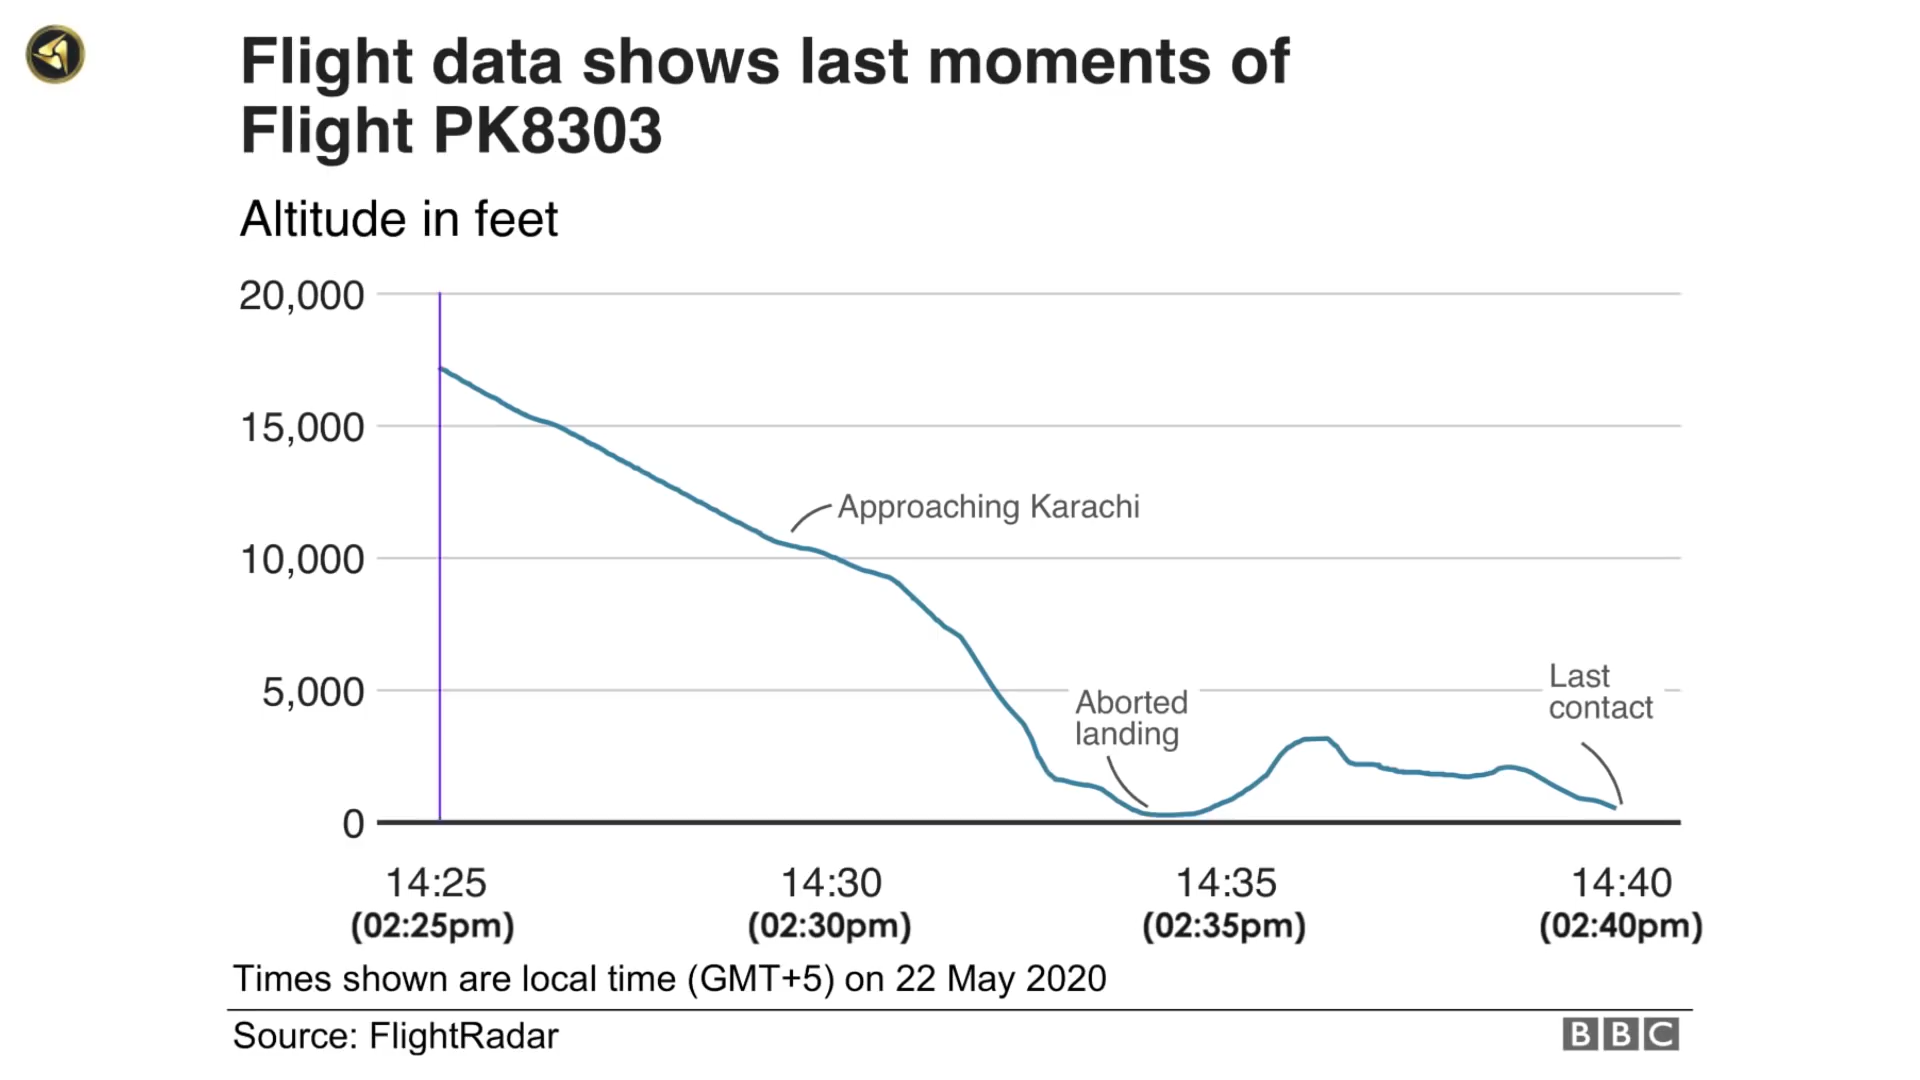 Flight data shows last moments of
Flight PK8303
Altitude in feet
20,000
15,000
Approaching Karachi
10,000
Last
contact
5,000
Aborted
landing
0
14:25
14:30
14:35
14:40
(02:25pm)
(02:30pm)
(02:35pm)
(02:40pm)
Times shown are local time (GMT+5) on 22 May 2020
Source: FlightRadar
BBC